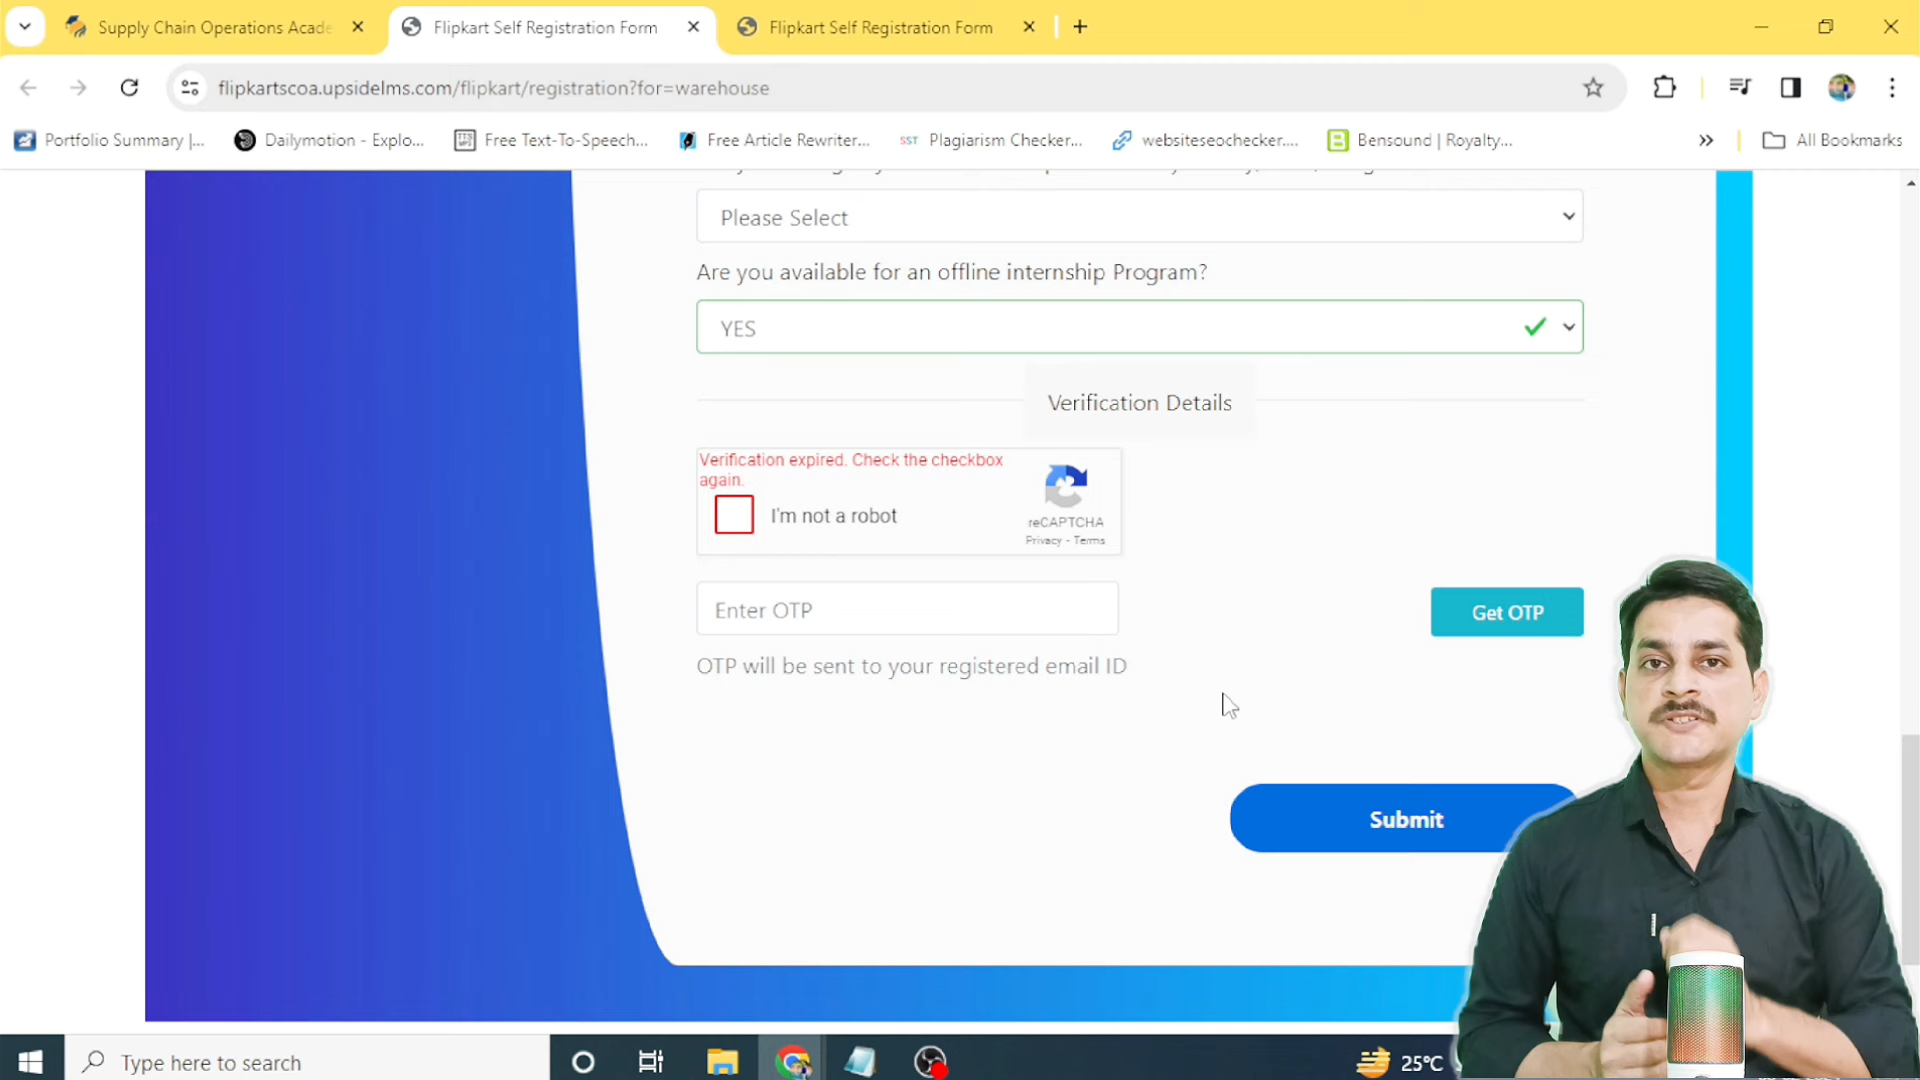 Supply Chain Operations Acade
Flipkart Self Registration Form
Flipkart Self Registration Form
flipkartscoa.upsidelms.com/flipkart/registration?for=warehouse
Portfolio Summary |...
Dailymotion - Explo...
Free Text-To-Speech...
Free Article Rewriter...
SST
Plagiarism Checker...
websiteseochecker....
Bensound | Royalty...
All Bookmarks
Please Select
Are you available for an offline internship Program?
YES
Verification Details
Verification expired. Check the checkbox
again.
I'm not a robot
reCAPTCHA
Privacy - Terms
Enter OTP
Get OTP
OTP will be sent to your registered email ID
Submit
Type here to search
25°C